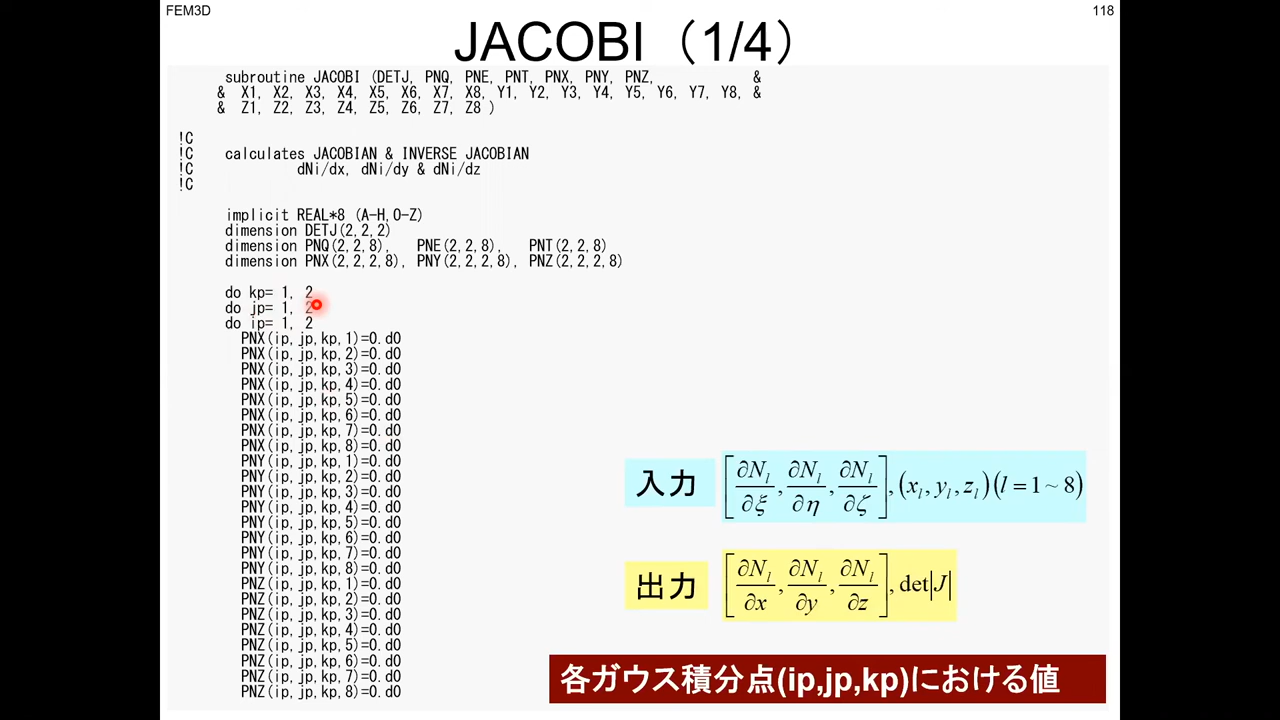 FEM3D
118
JACOBI（1/4）
subroutine JACOBI (DETJ, PNQ, PNE, PNT, PNX, PNY, PNZ, &
& X1, X2, X3, X4, X5, X6, X7, X8, Y1, Y2, Y3, Y4, Y5, Y6, Y7, Y8, &
& Z1, Z2, Z3, Z4, Z5, Z6, Z7, Z8 )
!C
!C calculates JACOBIAN & INVERSE JACOBIAN
!C dNi/dx, dNi/dy & dNi/dz
!C
implicit REAL*8 (A-H,O-Z)
dimension DETJ(2,2,2)
dimension PNQ(2,2,8), PNE(2,2,8), PNT(2,2,8)
dimension PNX(2,2,2,8), PNY(2,2,2,8), PNZ(2,2,2,8)
do kp= 1, 2
do jp= 1, 2
do ip= 1, 2
PNX(ip,jp,kp,1)=0.d0
PNX(ip,jp,kp,2)=0.d0
PNX(ip,jp,kp,3)=0.d0
PNX(ip,jp,kp,4)=0.d0
PNX(ip,jp,kp,5)=0.d0
PNX(ip,jp,kp,6)=0.d0
PNX(ip,jp,kp,7)=0.d0
PNX(ip,jp,kp,8)=0.d0
PNY(ip,jp,kp,1)=0.d0
PNY(ip,jp,kp,2)=0.d0
PNY(ip,jp,kp,3)=0.d0
PNY(ip,jp,kp,4)=0.d0
PNY(ip,jp,kp,5)=0.d0
PNY(ip,jp,kp,6)=0.d0
PNY(ip,jp,kp,7)=0.d0
PNY(ip,jp,kp,8)=0.d0
PNZ(ip,jp,kp,1)=0.d0
PNZ(ip,jp,kp,2)=0.d0
PNZ(ip,jp,kp,3)=0.d0
PNZ(ip,jp,kp,4)=0.d0
PNZ(ip,jp,kp,5)=0.d0
PNZ(ip,jp,kp,6)=0.d0
PNZ(ip,jp,kp,7)=0.d0
PNZ(ip,jp,kp,8)=0.d0
入力 [∂N_l/∂ξ, ∂N_l/∂η, ∂N_l/∂ζ], (x_l, y_l, z_l)(l = 1 ~ 8)
出力 [∂N_l/∂x, ∂N_l/∂y, ∂N_l/∂z], det|J|
各ガウス積分点(ip,jp,kp)における値